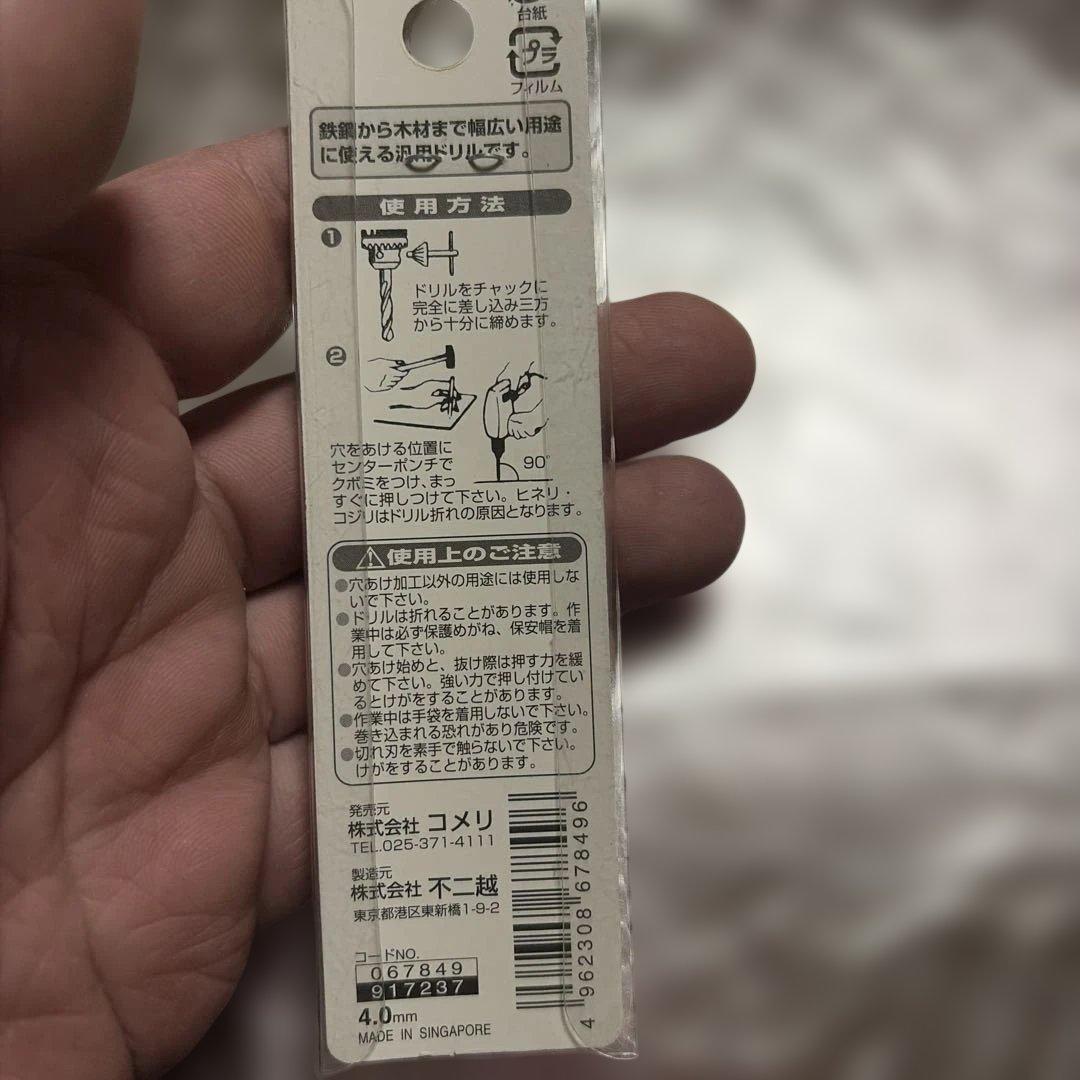 台紙
プラ
フィルム
鉄鋼から木材まで幅広い用途
に使える汎用ドリルです。
使用方法
1
ドリルをチャックに
完全に差し込み三方
から十分に締めます。
2
90°
穴をあける位置に
センターポンチで
クボミをつけ、まっ
すぐに押しつけて下さい。ヒネリ・
コジリはドリル折れの原因となります。
使用上のご注意
●穴あけ加工以外の用途には使用しな
いで下さい。
●ドリルは折れることがあります。作
業中は必ず保護めがね、保安帽を着
用して下さい。
●穴あけ始めと、抜け際は押す力を緩
めて下さい。強い力で押し付けてい
るとけがをすることがあります。
●作業中は手袋を着用しないで下さい。
巻き込まれる恐れがあり危険です。
●切れ刃を素手で触らないで下さい。
けがをすることがあります。
発売元
株式会社 コメリ
TEL.025-371-4111
製造元
株式会社 不二越
東京都港区東新橋1-9-2
コードNO.
067849
917237
4.0mm
MADE IN SINGAPORE
4 962308 678496